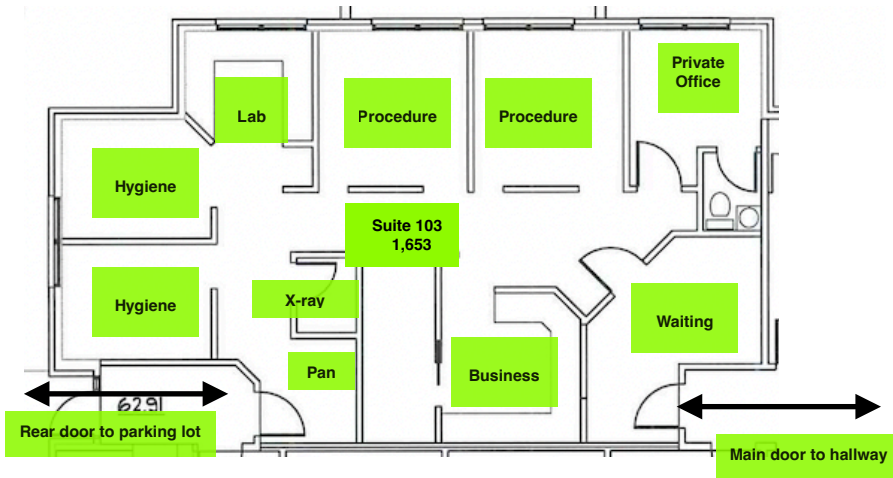 Private
Office
Lab
Procedure
Procedure
Hygiene
Suite 103
1,653
Hygiene
X-ray
Waiting
Pan
Business
62.9
Rear door to parking lot
Main door to hallway